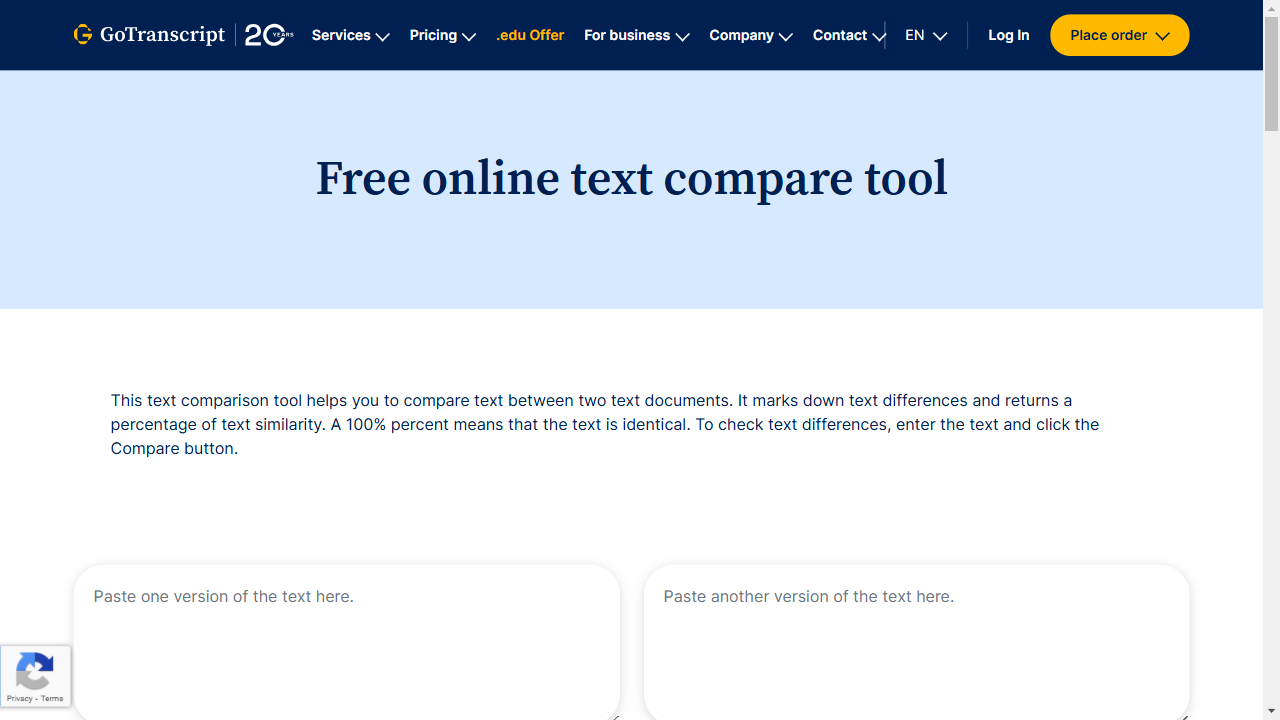 GoTranscript 20 YEARS Services Pricing .edu Offer For business Company Contact EN Log In Place order
Free online text compare tool
This text comparison tool helps you to compare text between two text documents. It marks down text differences and returns a
percentage of text similarity. A 100% percent means that the text is identical. To check text differences, enter the text and click the
Compare button.
Paste one version of the text here.
Paste another version of the text here.
Privacy - Terms